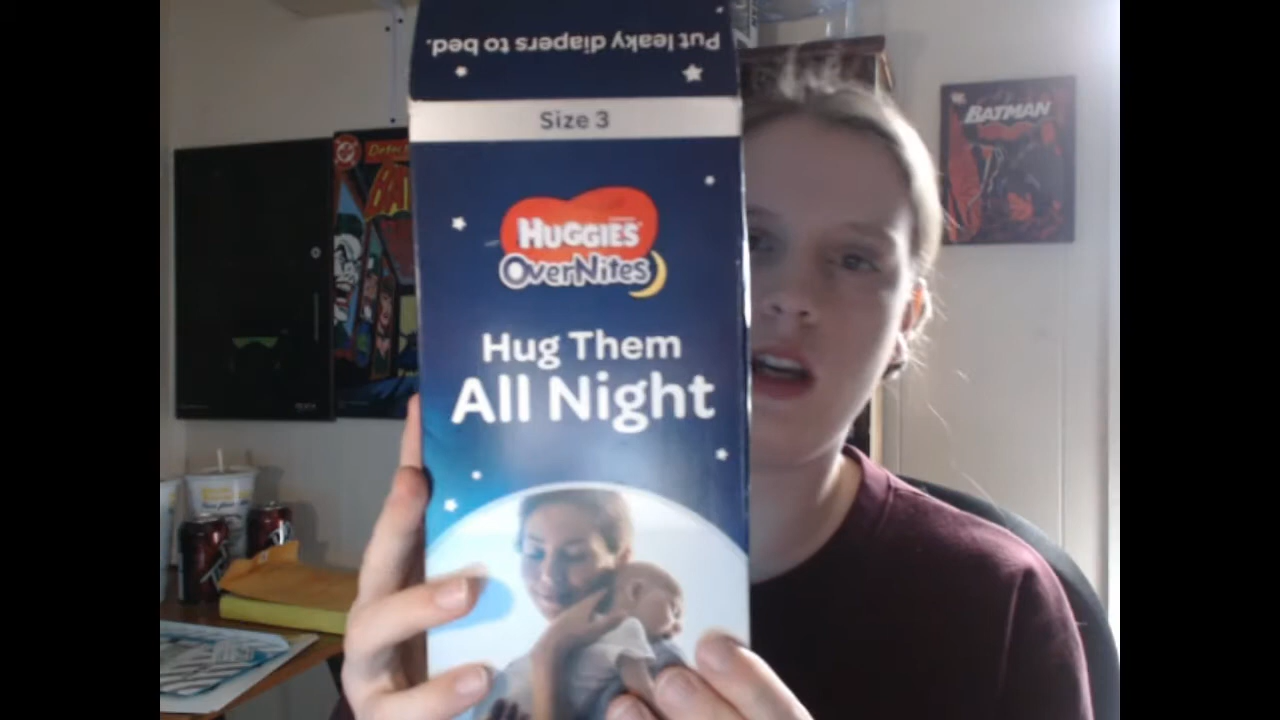 Put leaky diapers to bed.
Size 3
HUGGIES
OverNites
Hug Them
All Night
BATMAN